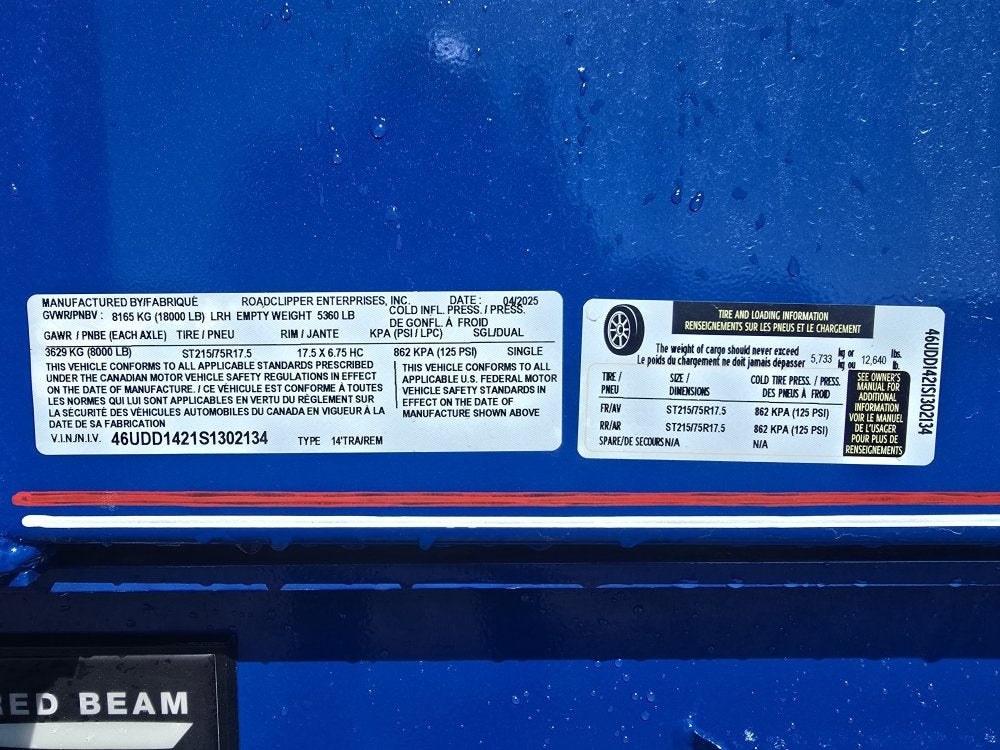 MANUFACTURED BY/FABRIQUÉ ROADCLIPPER ENTERPRISES, INC. DATE : 04/2025
GVWR/PNBV : 8165 KG (18000 LB) LRH EMPTY WEIGHT 5360 LB COLD INFL. PRESS. / PRESS.
DE GONFL. À FROID
GAWR / PNBE (EACH AXLE) TIRE / PNEU RIM / JANTE KPA (PSI / LPC) SGL/DUAL
3629 KG (8000 LB) ST215/75R17.5 17.5 X 6.75 HC 862 KPA (125 PSI) SINGLE
THIS VEHICLE CONFORMS TO ALL APPLICABLE STANDARDS PRESCRIBED
UNDER THE CANADIAN MOTOR VEHICLE SAFETY REGULATIONS IN EFFECT
ON THE DATE OF MANUFACTURE. / CE VÉHICULE EST CONFORME À TOUTES
LES NORMES QUI LUI SONT APPLICABLES EN VERTU DU RÈGLEMENT SUR
LA SÉCURITÉ DES VÉHICULES AUTOMOBILES DU CANADA EN VIGUEUR À LA
DATE DE SA FABRICATION
THIS VEHICLE CONFORMS TO ALL
APPLICABLE U.S. FEDERAL MOTOR
VEHICLE SAFETY STANDARDS IN
EFFECT ON THE DATE OF
MANUFACTURE SHOWN ABOVE
V.I.N./N.I.V. 46UDD1421S1302134 TYPE 14'TRA/REM
TIRE AND LOADING INFORMATION
RENSEIGNEMENTS SUR LES PNEUS ET LE CHARGEMENT
The weight of cargo should never exceed
Le poids du chargement ne doit jamais dépasser
5,733 kg or 12,640 lbs.
kg ou lb.
TIRE / SIZE / COLD TIRE PRESS. / PRESS.
PNEU DIMENSIONS DES PNEUS À FROID
FR/AV ST215/75R17.5 862 KPA (125 PSI)
RR/AR ST215/75R17.5 862 KPA (125 PSI)
SPARE/DE SECOURS N/A N/A
SEE OWNER'S
MANUAL FOR
ADDITIONAL
INFORMATION
VOIR LE MANUEL
DE L'USAGER
POUR PLUS DE
RENSEIGNEMENTS
46UDD1421S1302134
RED BEAM